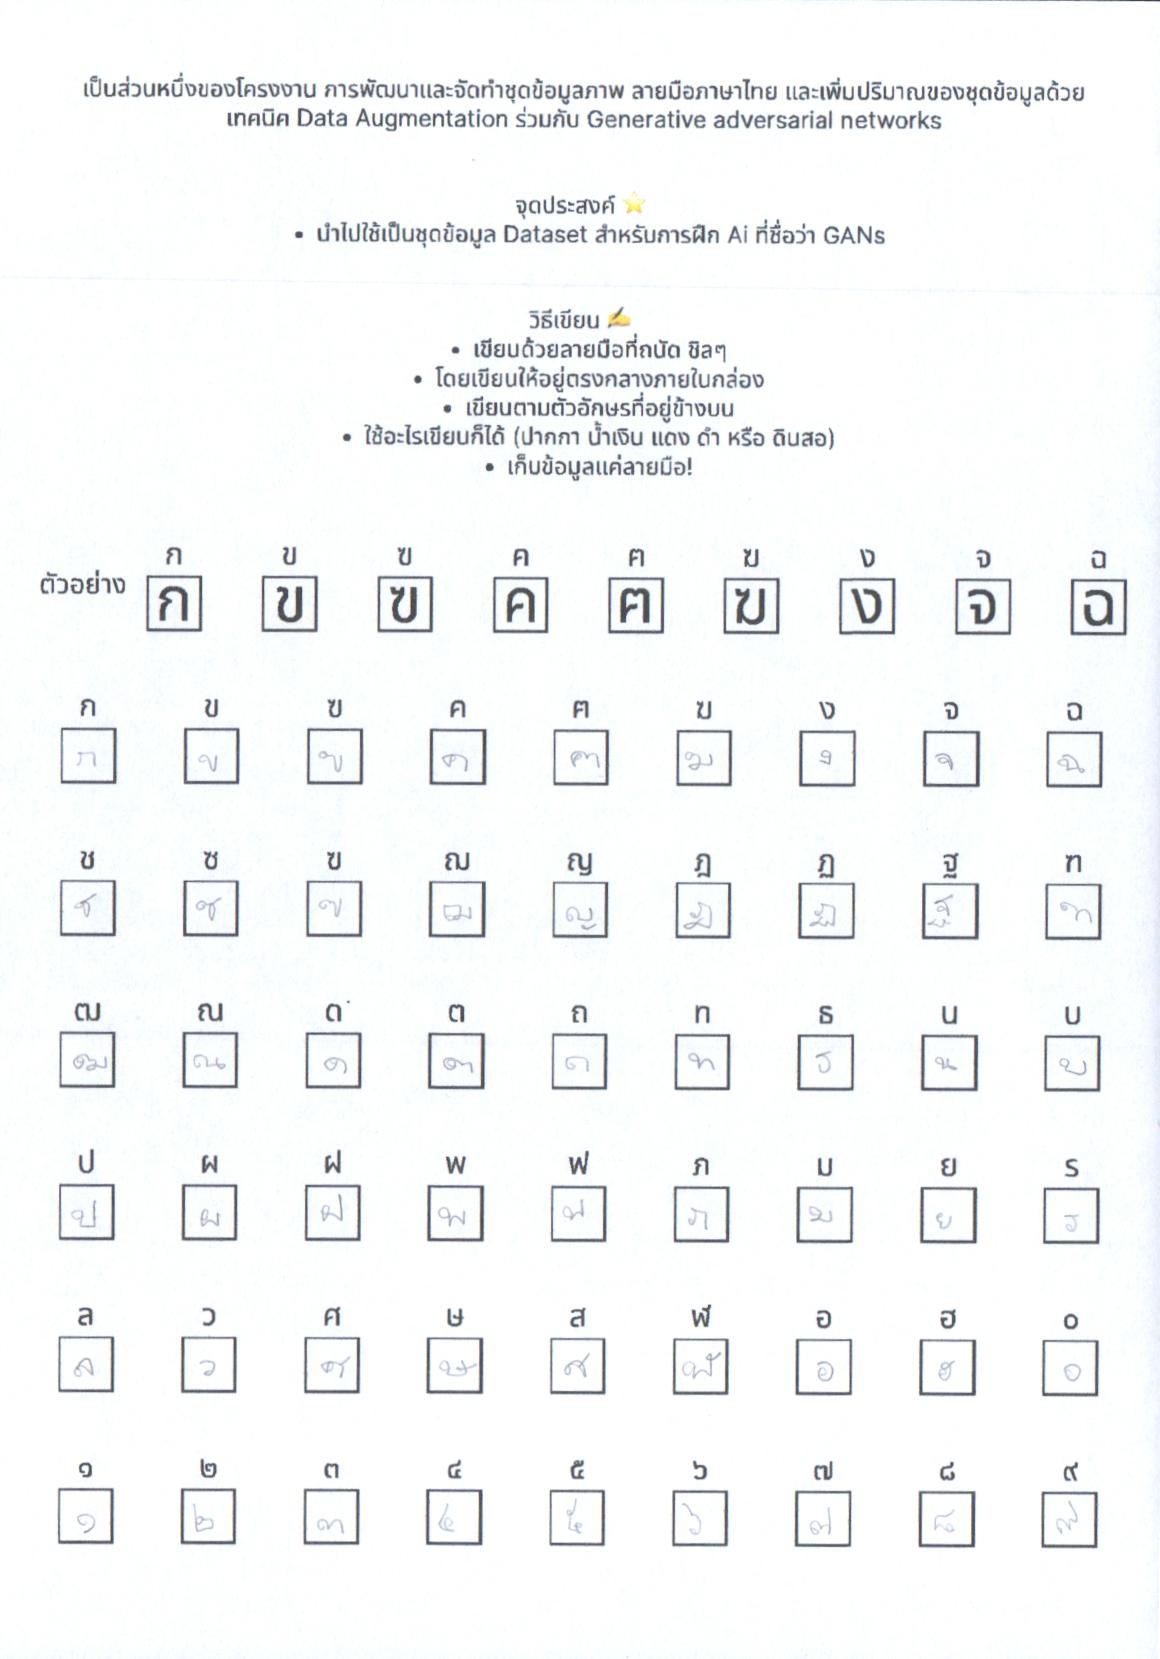 เป็นส่วนหนึ่งของโครงงาน การพัฒนาและจัดทำชุดข้อมูลภาพ ลายมือภาษาไทย และเพิ่มปริมาณของชุดข้อมูลด้วย
เทคนิค Data Augmentation ร่วมกับ Generative adversarial networks
จุดประสงค์ ⭐
• นำไปใช้เป็นชุดข้อมูล Dataset สำหรับการฝึก Ai ที่ชื่อว่า GANs
วิธีเขียน ✍️
• เขียนด้วยลายมือที่ถนัด ชิลๆ
• โดยเขียนให้อยู่ตรงกลางภายในกล่อง
• เขียนตามตัวอักษรที่อยู่ข้างบน
• ใช้อะไรเขียนก็ได้ (ปากกา น้ำเงิน แดง ดำ หรือ ดินสอ)
• เก็บข้อมูลแค่ลายมือ!
ก ข ฃ ค ฅ ฆ ง จ ฉ
ตัวอย่าง ก ข ฃ ค ฅ ฆ ง จ ฉ
ก ข ฃ ค ฅ ฆ ง จ ฉ
ก ข ฃ ค ฅ ฆ ง จ ฉ
ช ซ ฃ ฌ ญ ฎ ฏ ฐ ฑ
ช ซ ฃ ฌ ญ ฎ ฏ ฐ ฑ
ฒ ณ ด ต ถ ท ธ น บ
ฒ ณ ด ต ถ ท ธ น บ
ป ผ ฝ พ ฟ ภ ม ย ร
ป ผ ฝ พ ฟ ภ ม ย ร
ล ว ศ ษ ส ฬ อ ฮ ๐
ล ว ศ ษ ส ฬ อ ฮ ๐
๑ ๒ ๓ ๔ ๕ ๖ ๗ ๘ ๙
๑ ๒ ๓ ๔ ๕ ๖ ๗ ๘ ๙